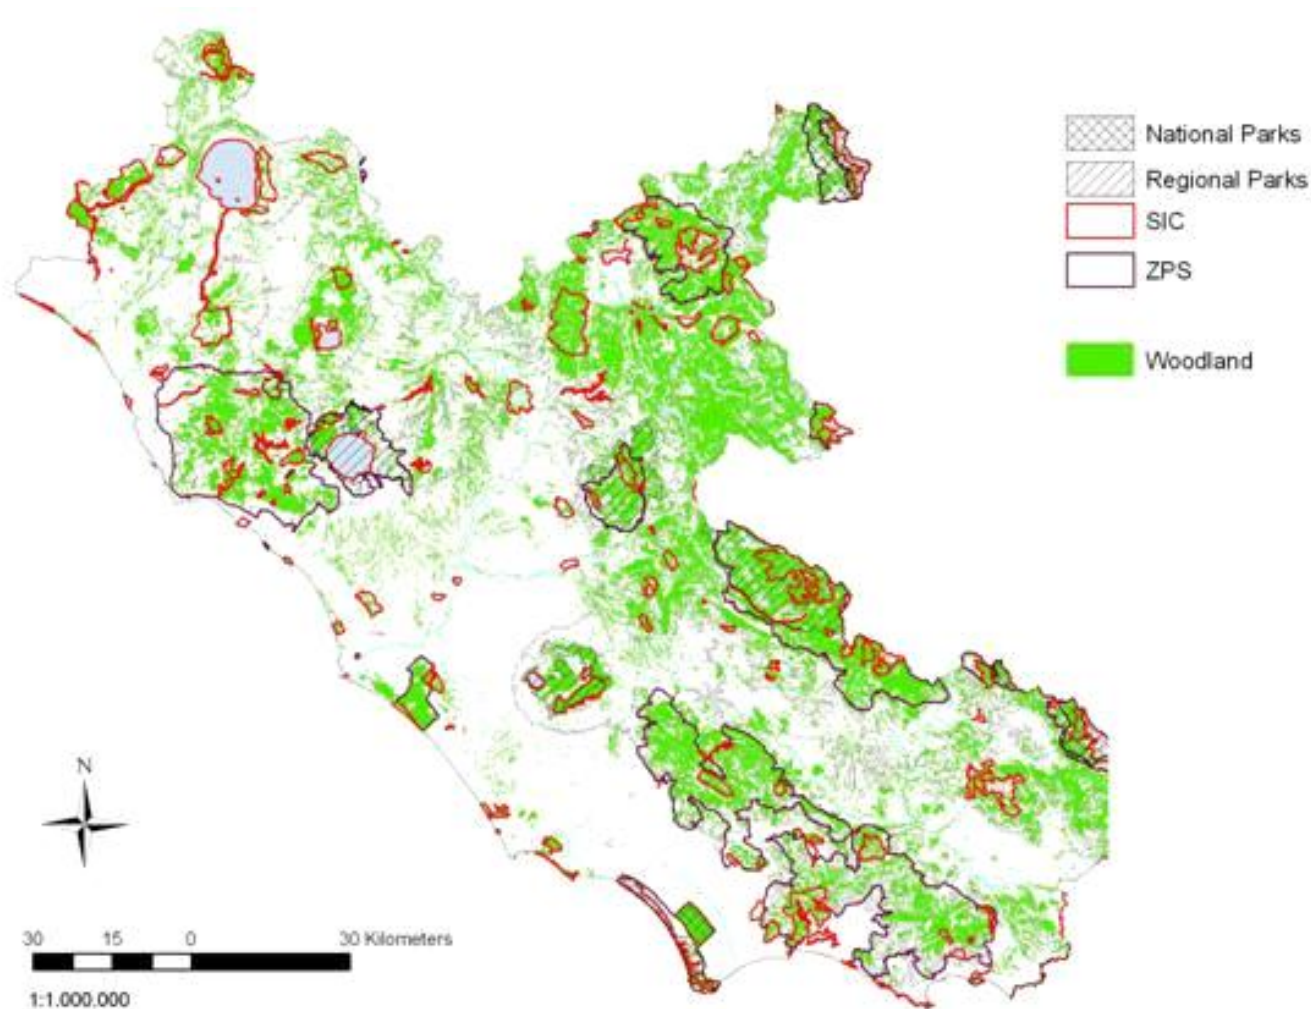 National Parks
Regional Parks
SIC
ZPS
Woodland
N
30 15 0 30 Kilometers
1:1.000.000